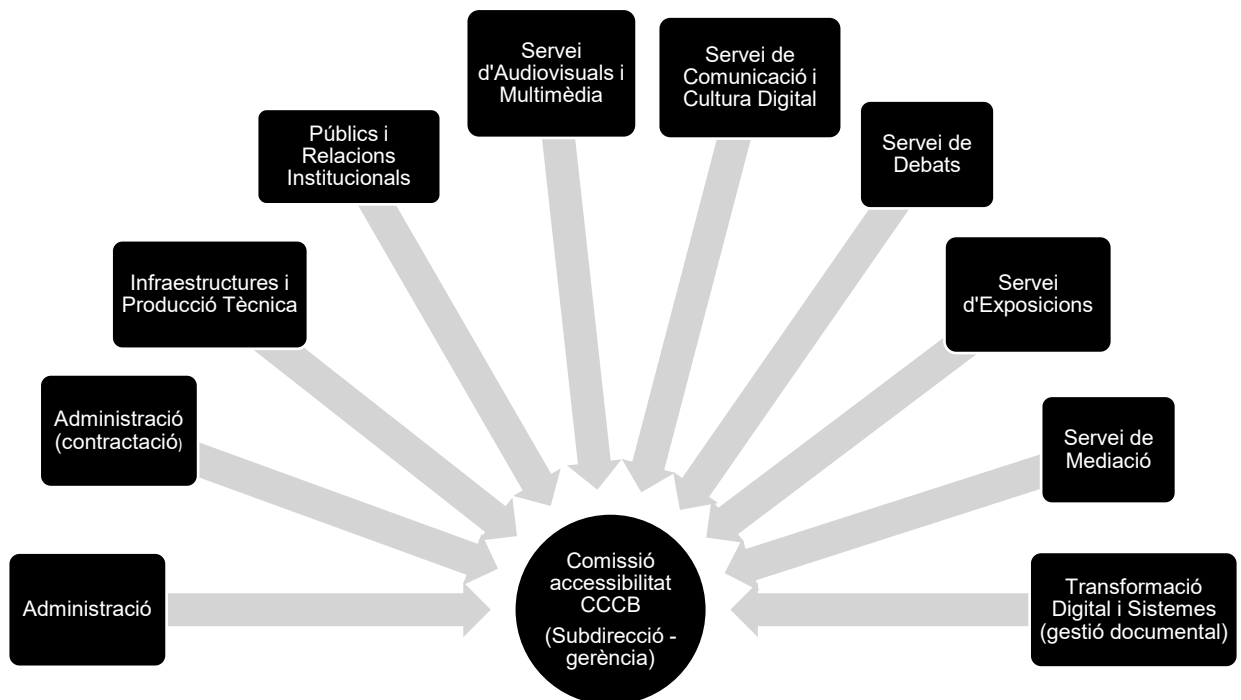 Servei
d'Audiovisuals i
Multimèdia
Servei de
Comunicació i
Cultura Digital
Públics i
Relacions
Institucionals
Servei de
Debats
Infraestructures i
Producció Tècnica
Servei
d'Exposicions
Administració
(contractació)
Servei de
Mediació
Administració
Comissió
accessibilitat
CCCB
(Subdirecció -
gerència)
Transformació
Digital i Sistemes
(gestió documental)